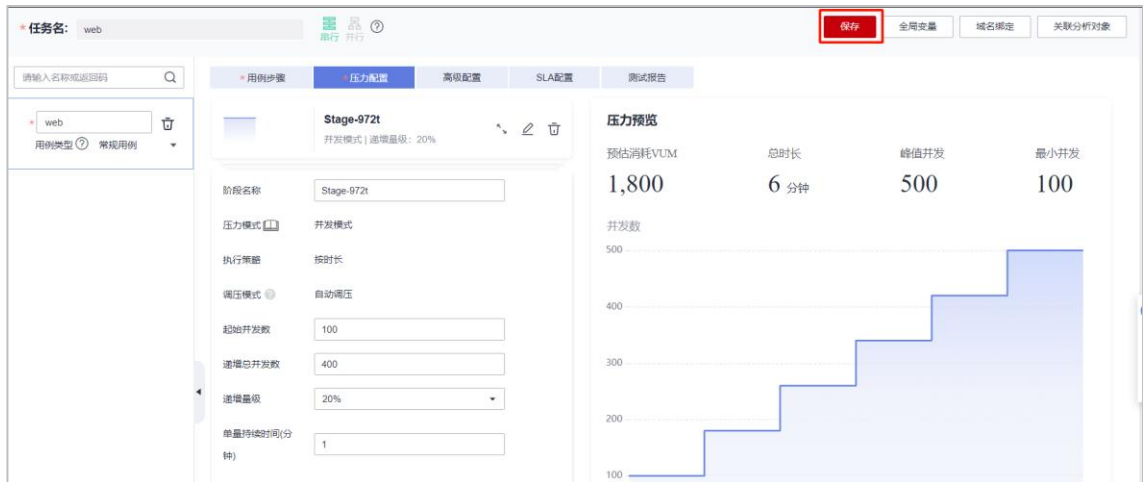 *任务名: web 串行 并行 ? 保存 全局变量 域名绑定 关联分析对象
请输入名称或返回码 *用例步骤 *压力配置 高级配置 SLA配置 测试报告
* web
用例类型 ? 常规用例
Stage-972t
并发模式 | 递增量级: 20%
阶段名称 Stage-972t
压力模式 并发模式
执行策略 按时长
调压模式 ? 自动调压
起始并发数 100
递增总并发数 400
递增量级 20%
单量持续时间(分
钟) 1
压力预览
预估消耗VUM 总时长 峰值并发 最小并发
1,800 6 分钟 500 100
并发数
500
400
300
200
100